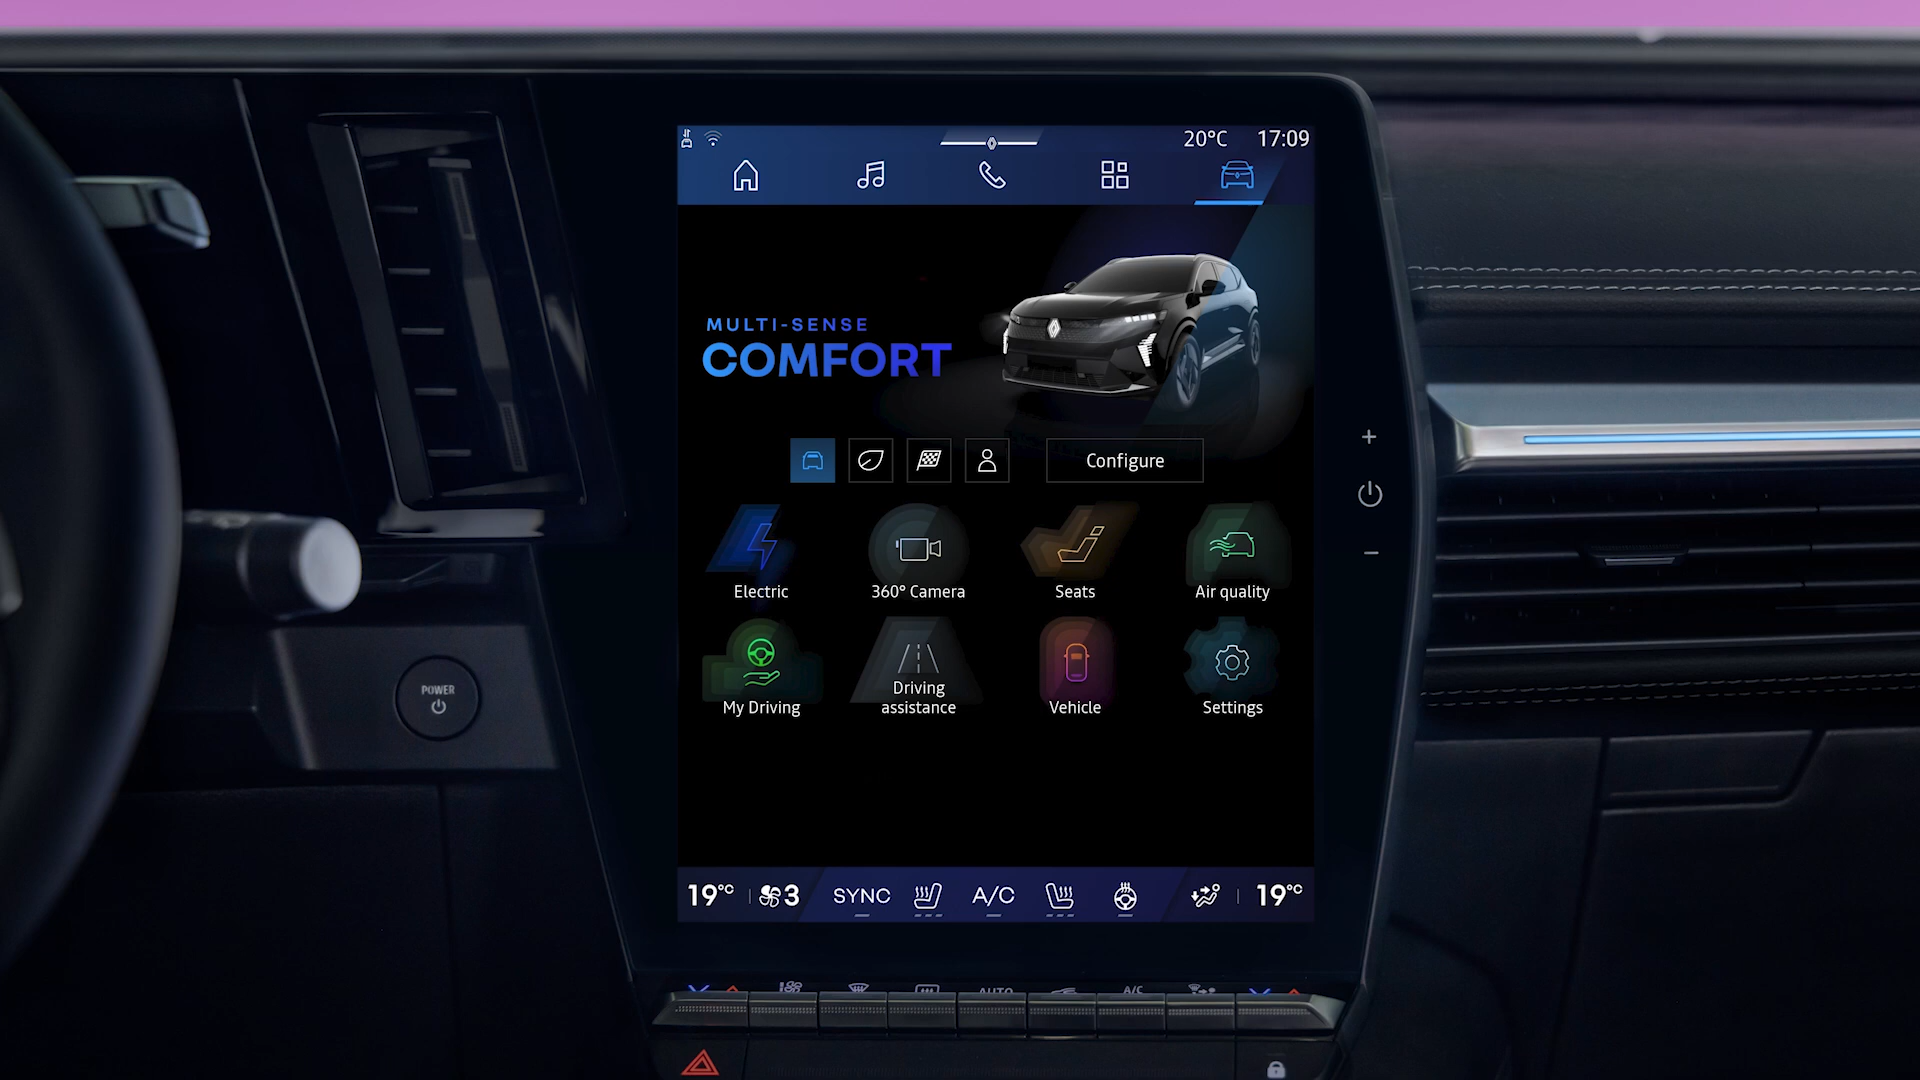 20°C 17:09
MULTI-SENSE
COMFORT
Configure
Electric
360° Camera
Seats
Air quality
My Driving
Driving
assistance
Vehicle
Settings
19°C 3 SYNC A/C 19°C
POWER
AUTO
A/C